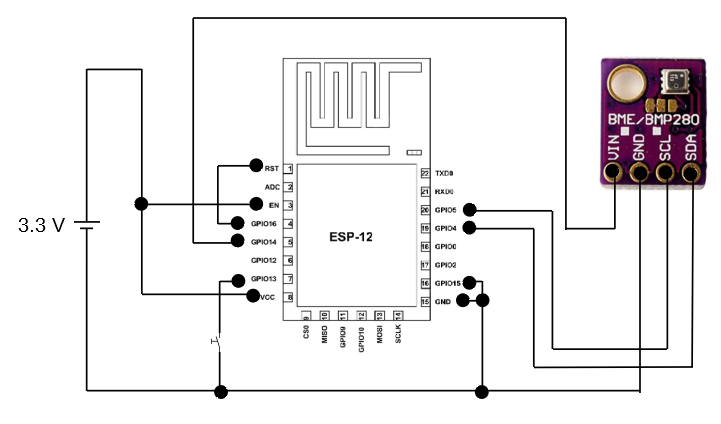 3.3 V
ESP-12
RST 1
ADC 2
EN 3
GPIO16 4
GPIO14 5
GPIO12 6
GPIO13 7
VCC 8
CS0 9
MISO 10
GPIO9 11
GPIO10 12
MOSI 13
SCLK 14
22 TXD0
21 RXD0
20 GPIO5
19 GPIO4
18 GPIO0
17 GPIO2
16 GPIO15
15 GND
BME/BMP280
VIN
GND
SCL
SDA